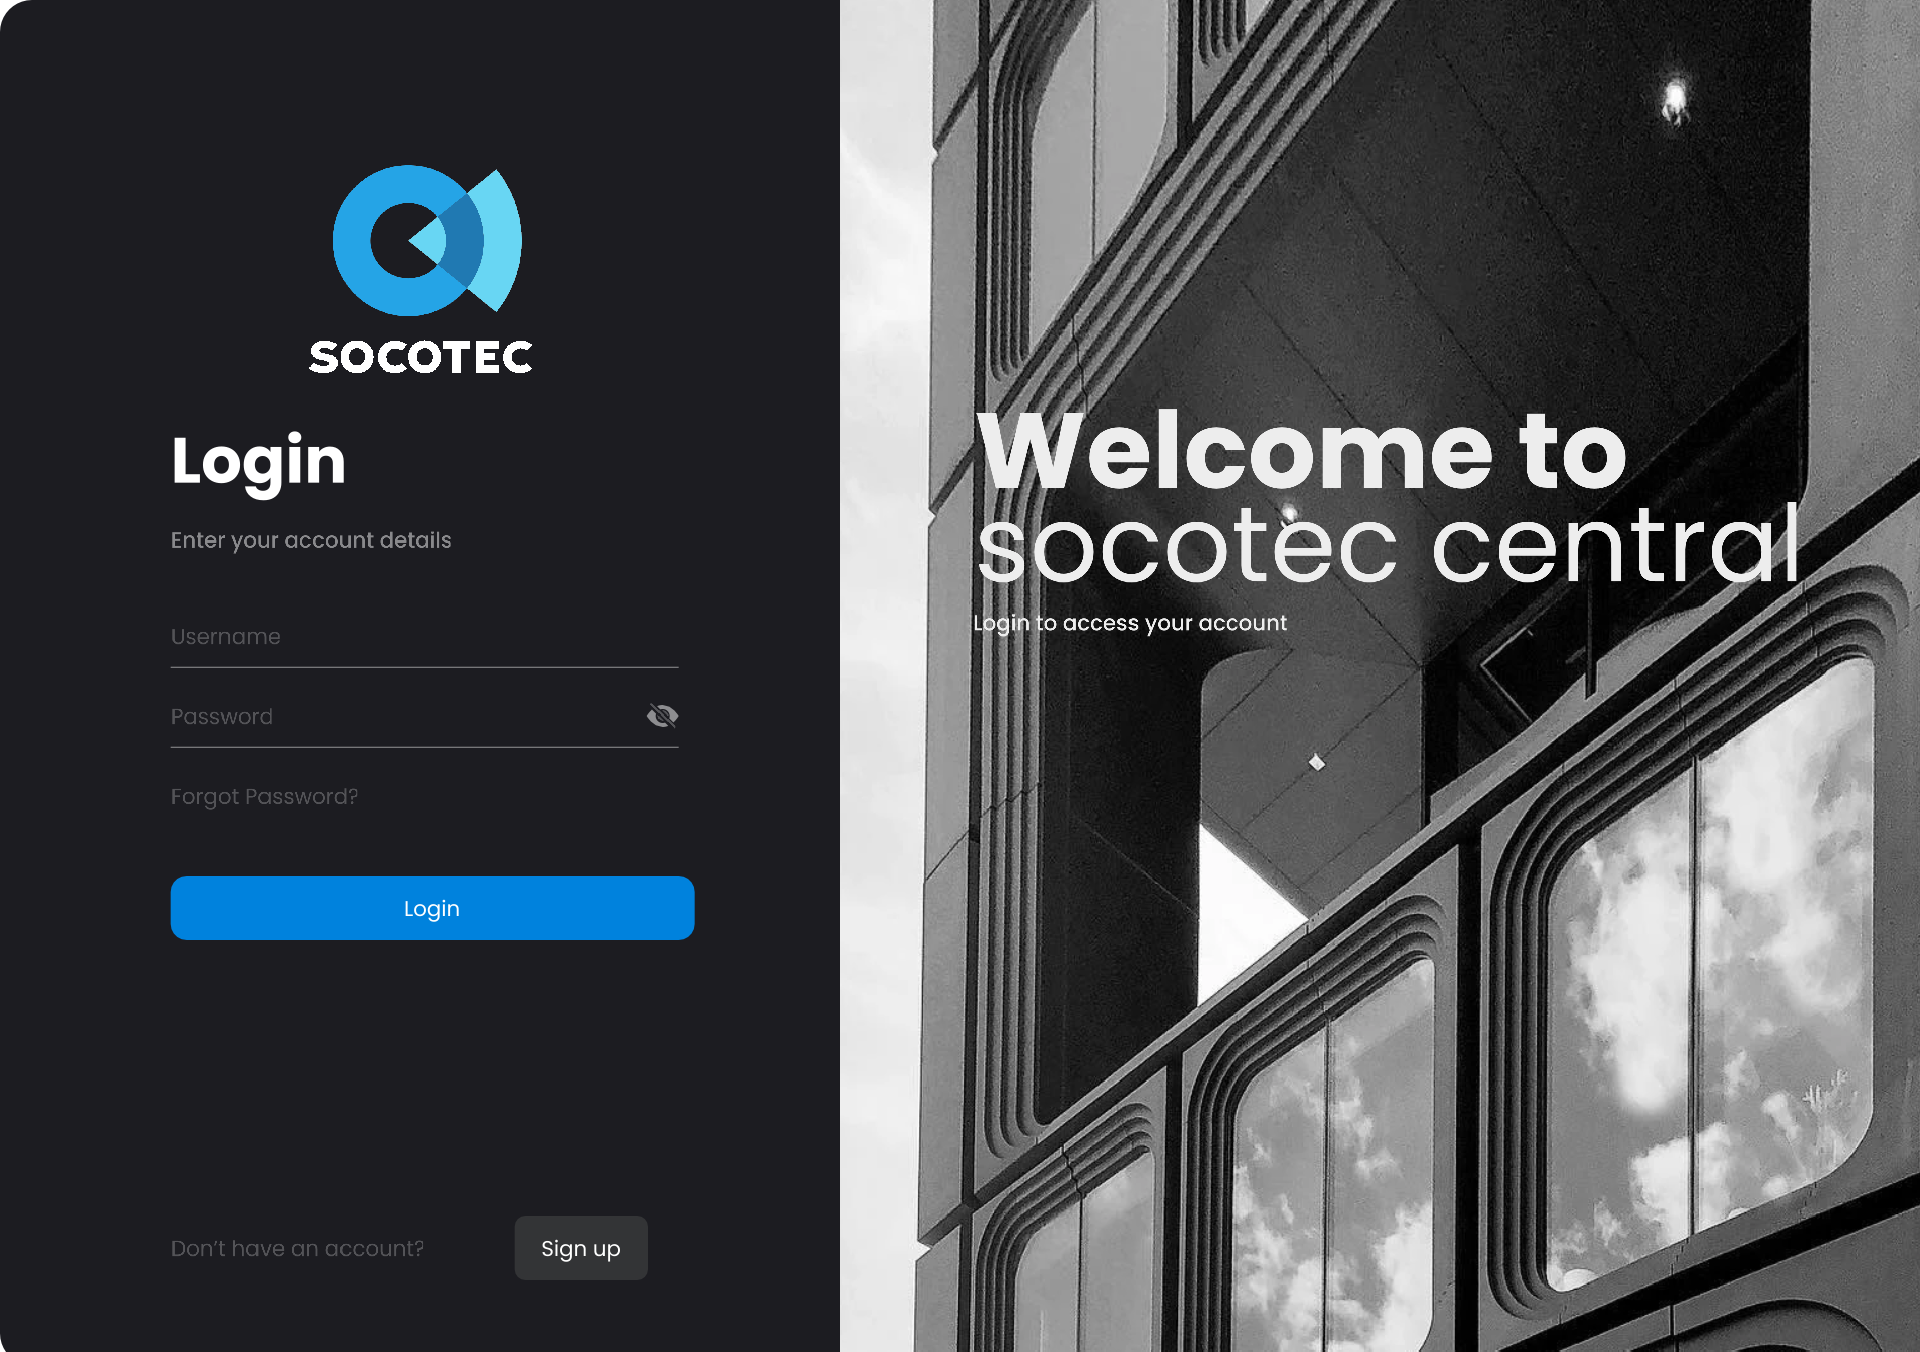 SOCOTEC
Login
Enter your account details
Username
Password
Forgot Password?
Login
Don't have an account?
Sign up
Welcome to
socotec central
Login to access your account